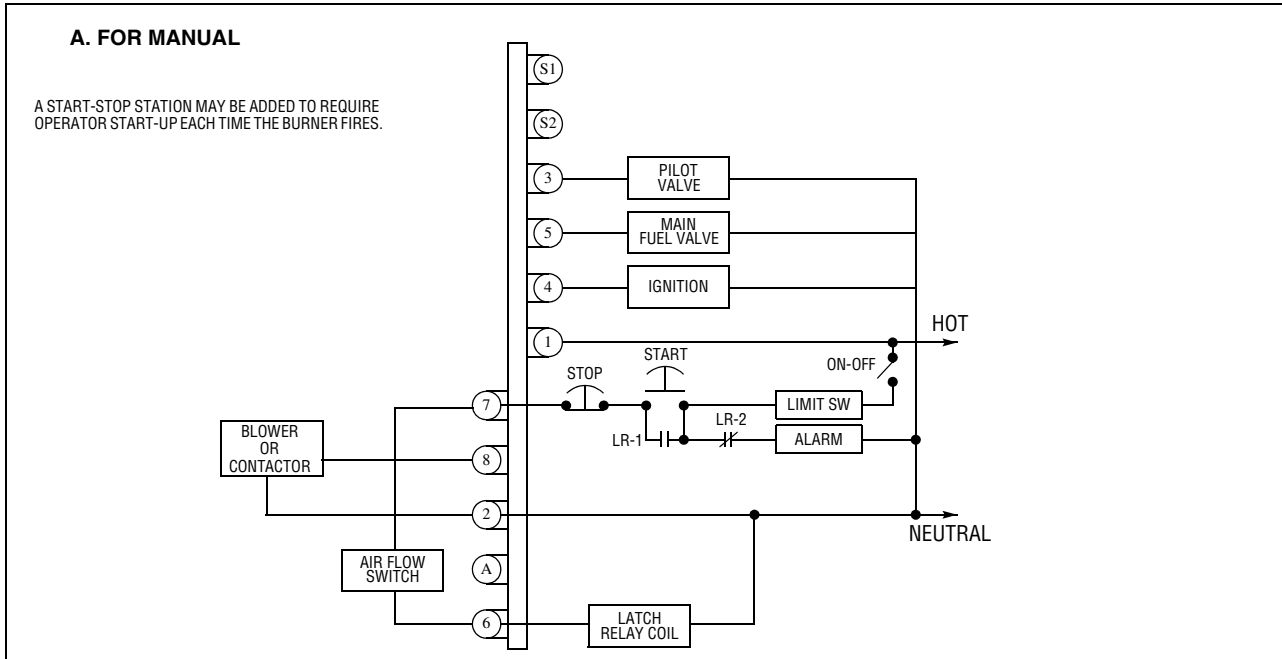 A. FOR MANUAL
A START-STOP STATION MAY BE ADDED TO REQUIRE
OPERATOR START-UP EACH TIME THE BURNER FIRES.
S1
S2
3
PILOT
VALVE
5
MAIN
FUEL VALVE
4
IGNITION
1
HOT
ON-OFF
START
STOP
7
LIMIT SW
LR-1
LR-2
ALARM
BLOWER
OR
CONTACTOR
8
2
NEUTRAL
AIR FLOW
SWITCH
A
6
LATCH
RELAY COIL